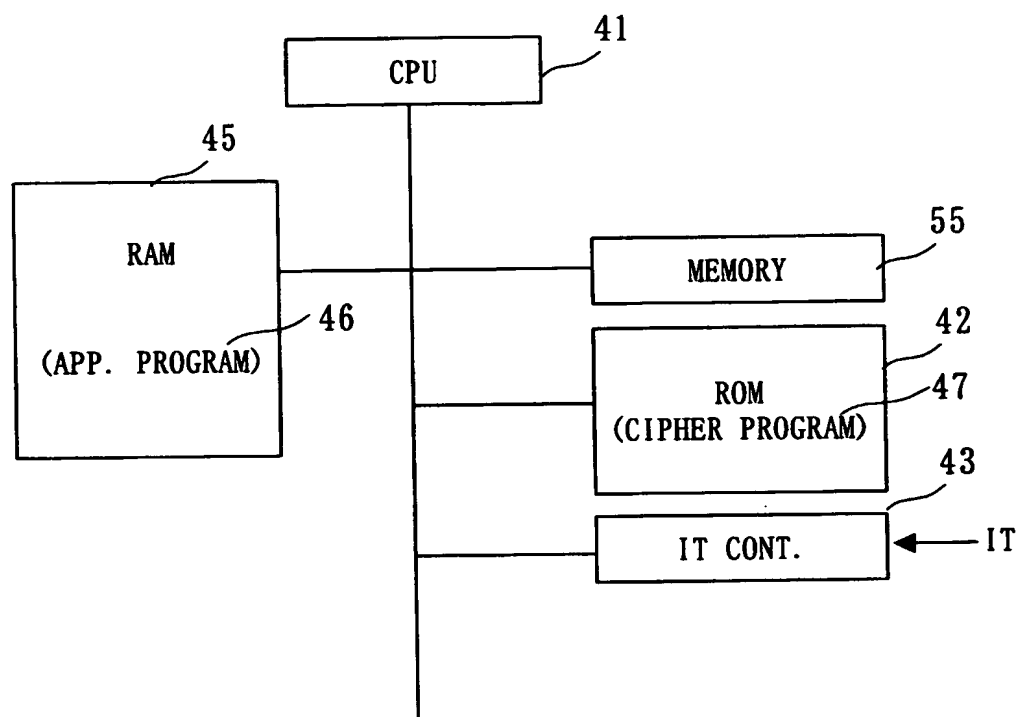 41
CPU
45
RAM
46
(APP. PROGRAM)
55
MEMORY
42
ROM
47
(CIPHER PROGRAM)
43
IT CONT.
IT